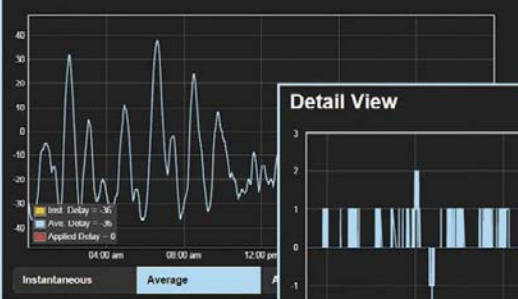 40
30
20
10
0
-10
-20
-30
-40
Inst. Delay = -36
Ave. Delay = -36
Applied Delay = 0
04:00 am 08:00 am 12:00 pm
Instantaneous Average A
Detail View
3
2
1
0
-1